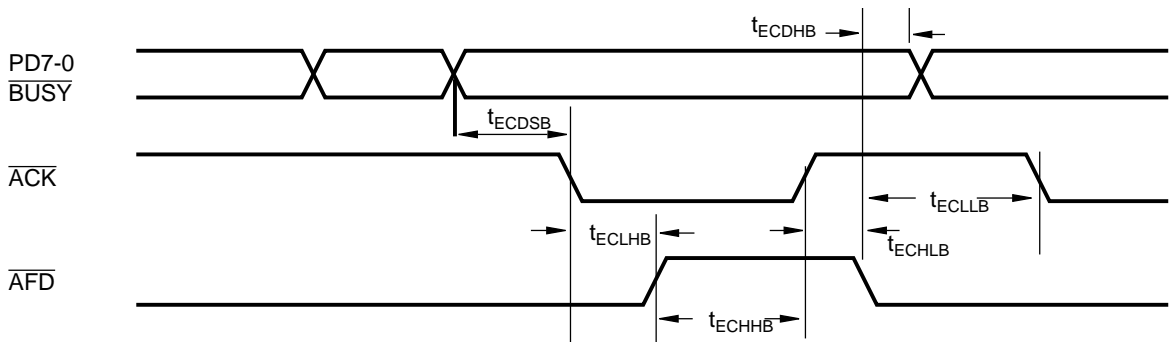 tECDHB
PD7-0
BUSY
tECDSB
ACK
tECLLB
tECLHB
tECHLB
AFD
tECHHB